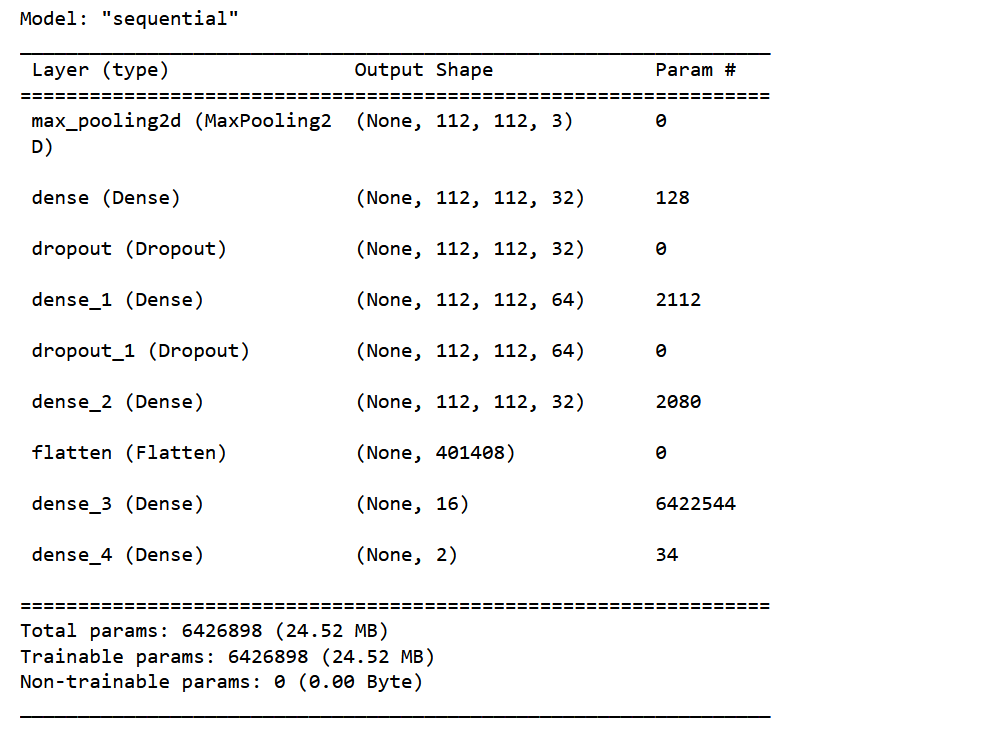 Model: "sequential"
Layer (type) Output Shape Param #
max_pooling2d (MaxPooling2 (None, 112, 112, 3) 0
D)
dense (Dense) (None, 112, 112, 32) 128
dropout (Dropout) (None, 112, 112, 32) 0
dense_1 (Dense) (None, 112, 112, 64) 2112
dropout_1 (Dropout) (None, 112, 112, 64) 0
dense_2 (Dense) (None, 112, 112, 32) 2080
flatten (Flatten) (None, 401408) 0
dense_3 (Dense) (None, 16) 6422544
dense_4 (Dense) (None, 2) 34
Total params: 6426898 (24.52 MB)
Trainable params: 6426898 (24.52 MB)
Non-trainable params: 0 (0.00 Byte)